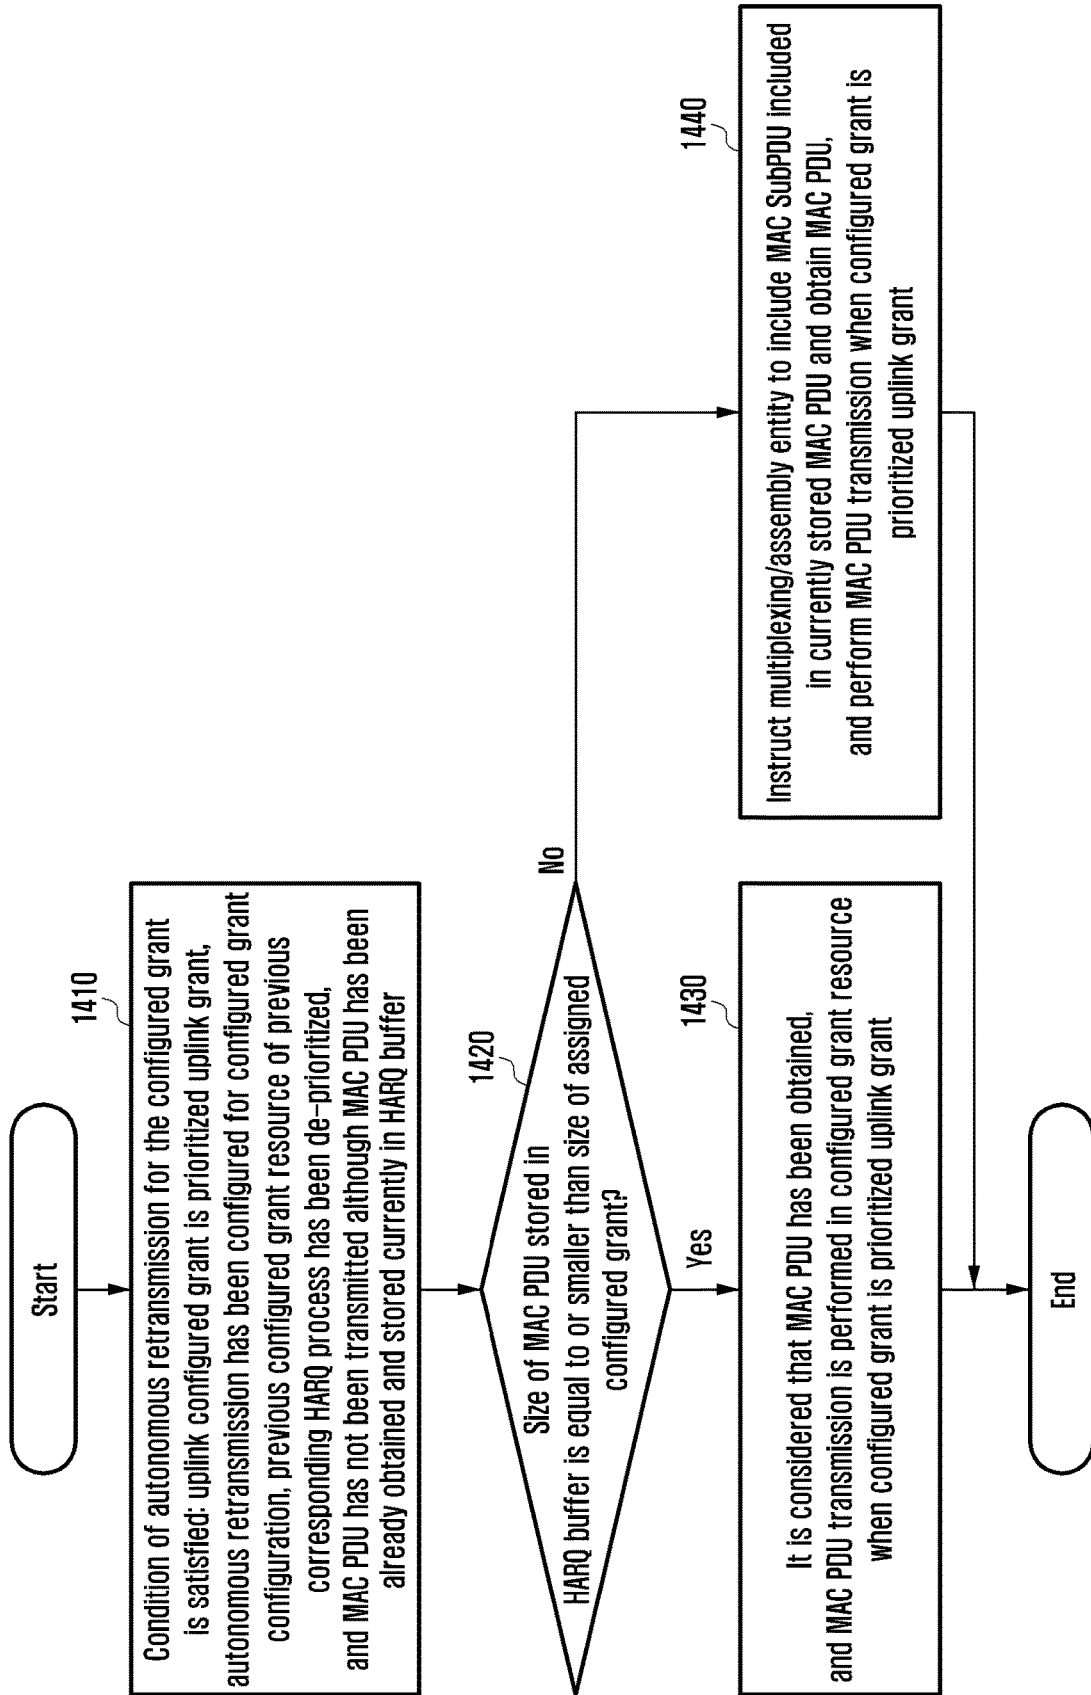 Start
1410
Condition of autonomous retransmission for the configured grant
is satisfied: uplink configured grant is prioritized uplink grant,
autonomous retransmission has been configured for configured grant
configuration, previous configured grant resource of previous
corresponding HARQ process has been de-prioritized,
and MAC PDU has not been transmitted although MAC PDU has been
already obtained and stored currently in HARQ buffer
1420
Size of MAC PDU stored in
HARQ buffer is equal to or smaller than size of assigned
configured grant?
No
Yes
1430
It is considered that MAC PDU has been obtained,
and MAC PDU transmission is performed in configured grant resource
when configured grant is prioritized uplink grant
1440
Instruct multiplexing/assembly entity to include MAC SubPDU included
in currently stored MAC PDU and obtain MAC PDU,
and perform MAC PDU transmission when configured grant is
prioritized uplink grant
End